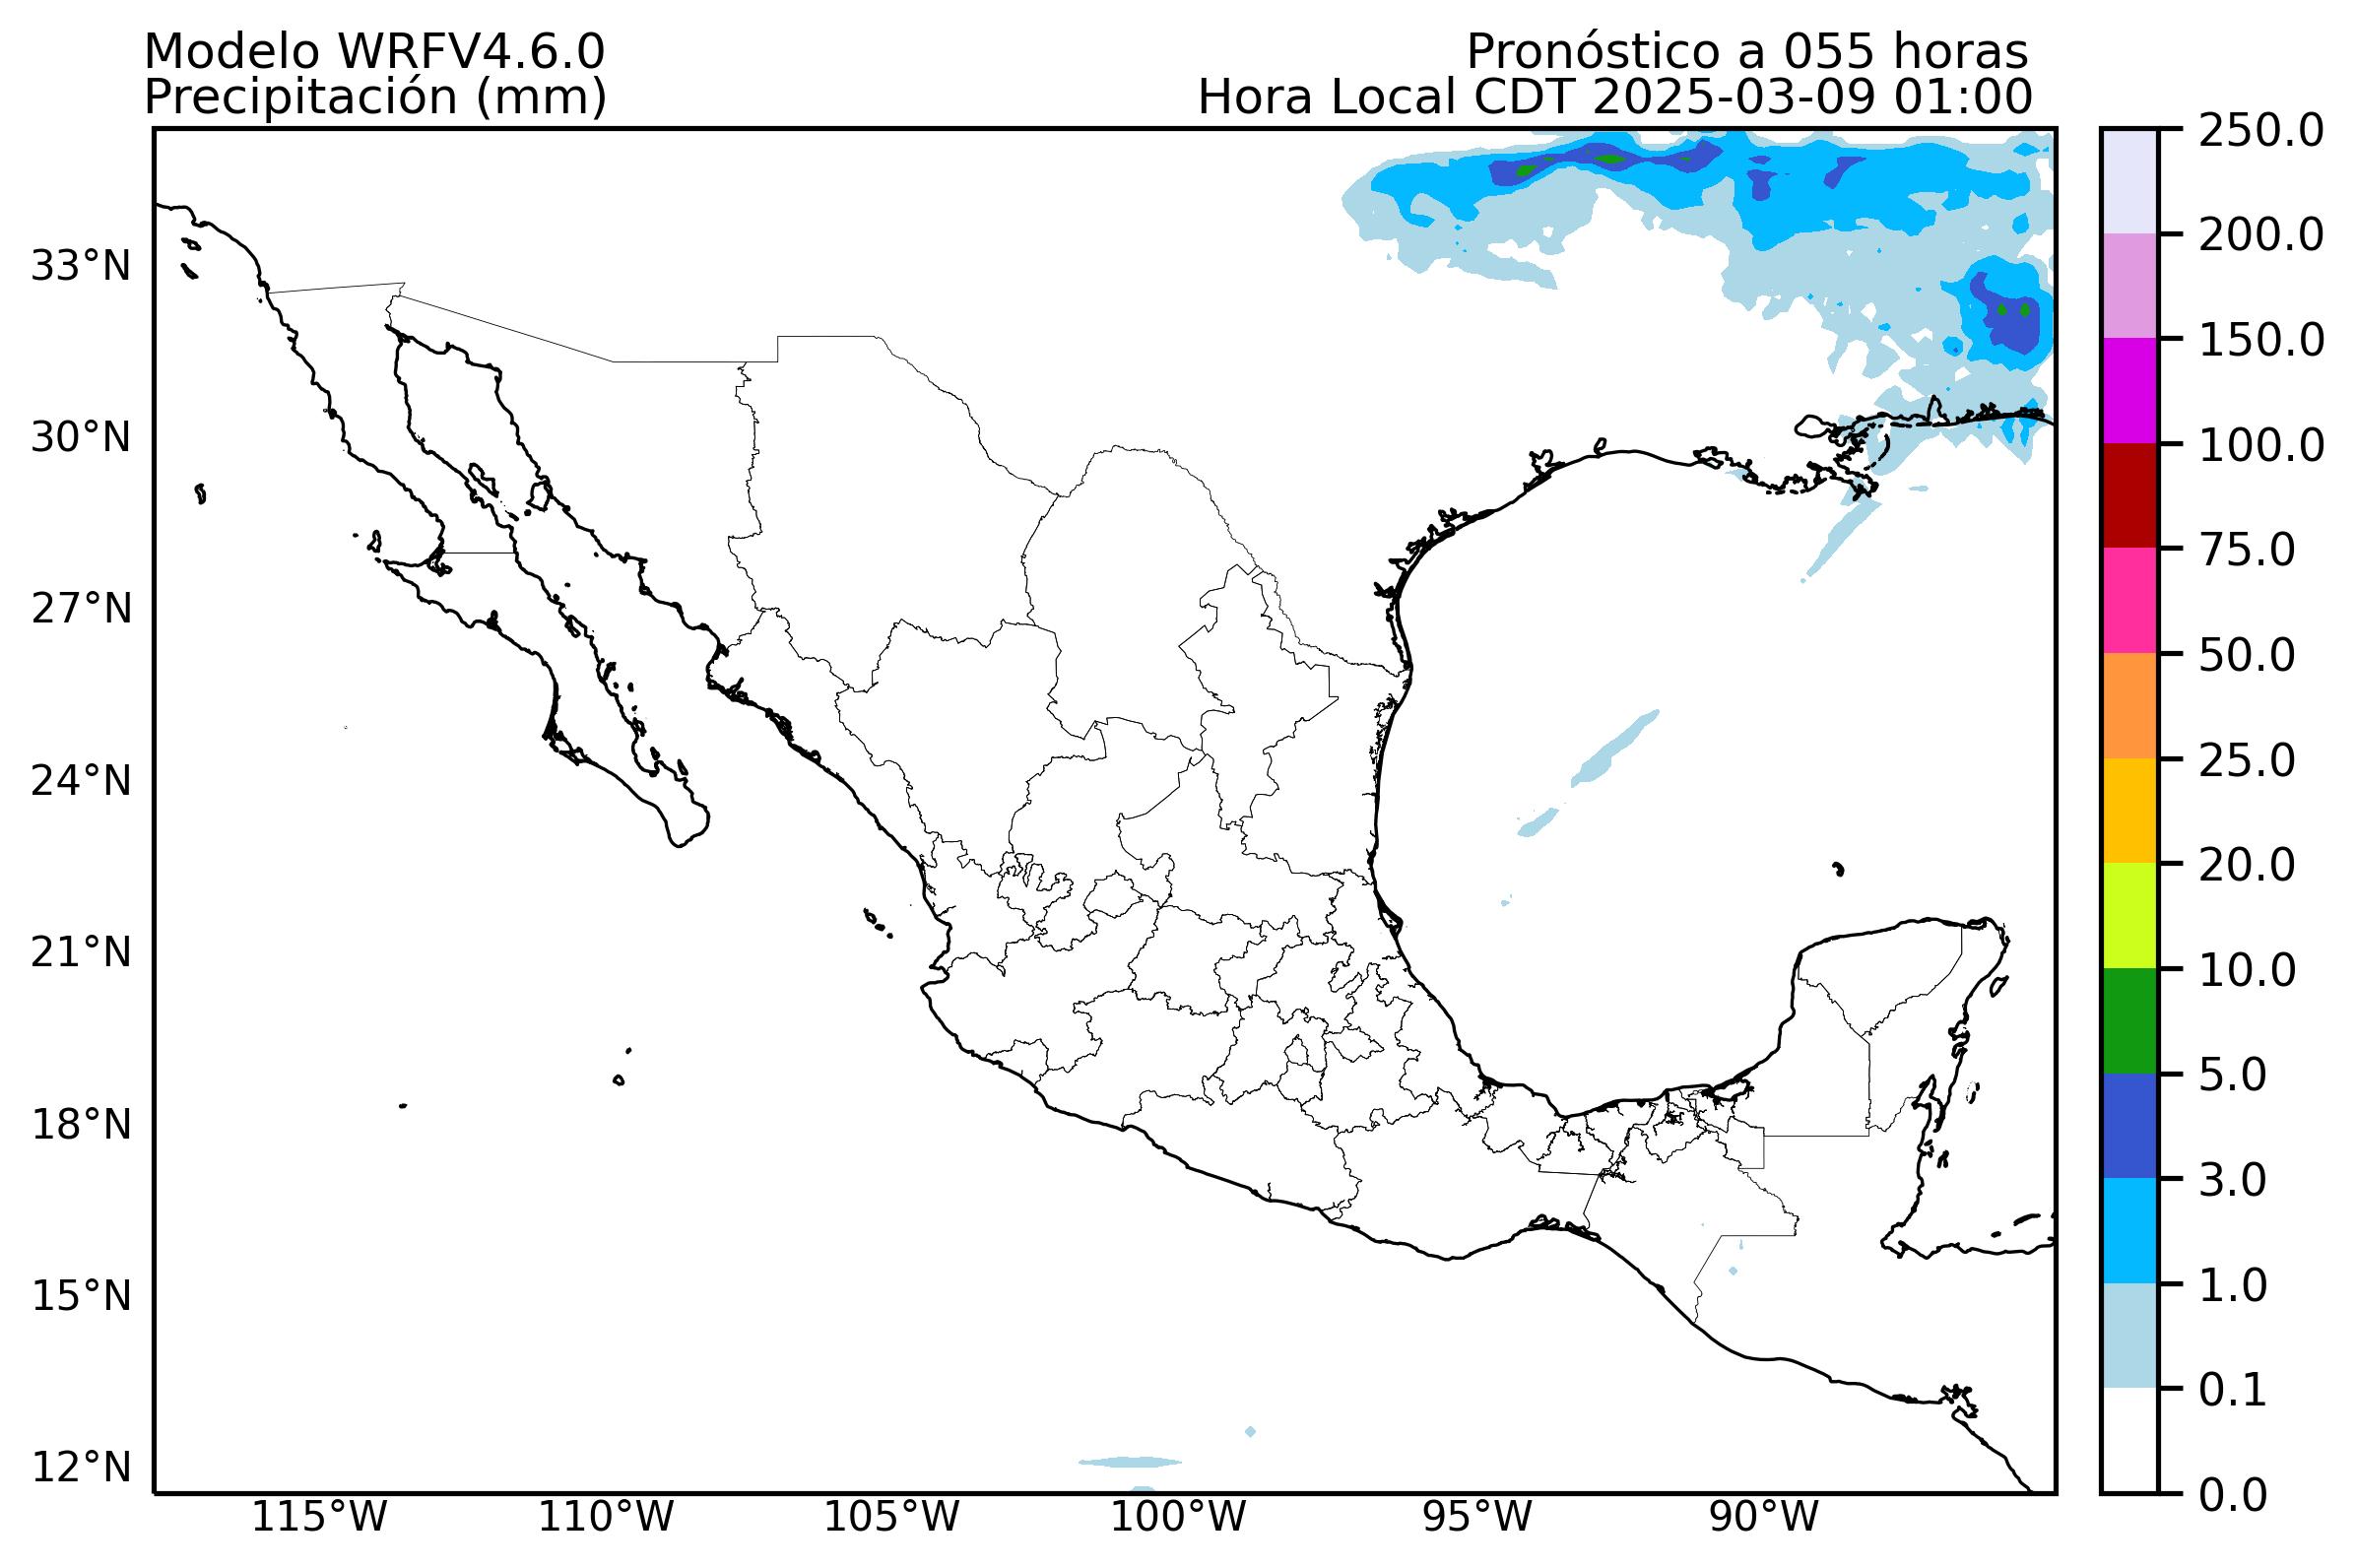 Modelo WRFV4.6.0
Precipitación (mm)
Pronóstico a 055 horas
Hora Local CDT 2025-03-09 01:00
33°N
30°N
27°N
24°N
21°N
18°N
15°N
12°N
115°W
110°W
105°W
100°W
95°W
90°W
250.0
200.0
150.0
100.0
75.0
50.0
25.0
20.0
10.0
5.0
3.0
1.0
0.1
0.0